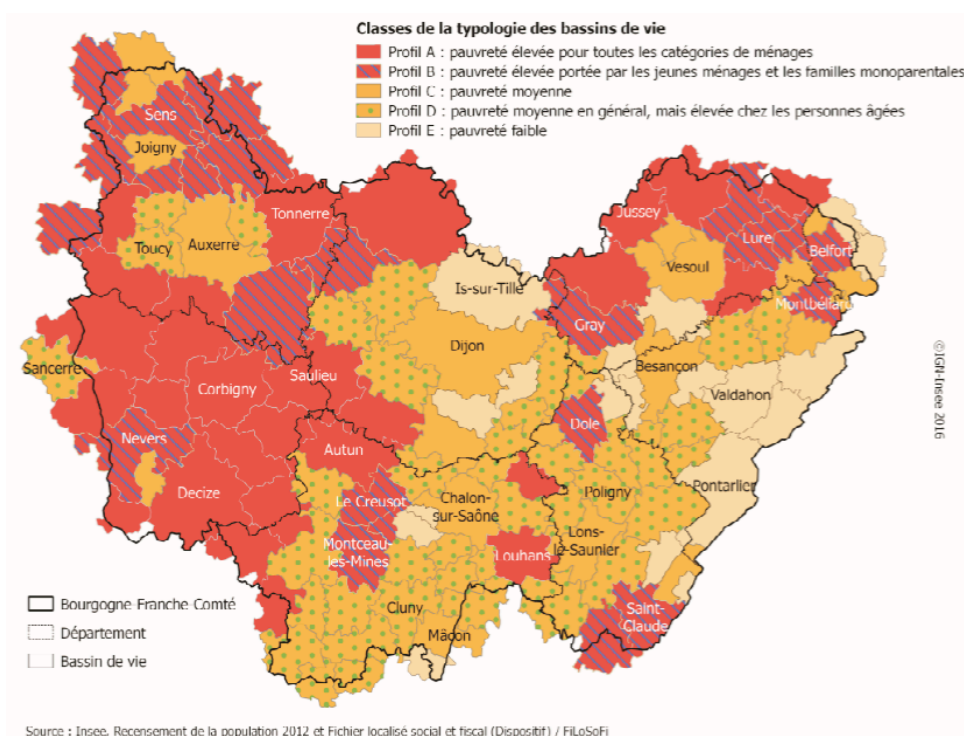 Classes de la typologie des bassins de vie
Profil A : pauvreté élevée pour toutes les catégories de ménages
Profil B : pauvreté élevée portée par les jeunes ménages et les familles monoparentales
Profil C : pauvreté moyenne
Profil D : pauvreté moyenne en général, mais élevée chez les personnes âgées
Profil E : pauvreté faible
Sens
Joigny
Tonnerre
Toucy
Auxerre
Jussey
Lure
Belfort
Vesoul
Is-sur-Tille
Montbéliard
Gray
Dijon
Besançon
Sancerre
Saulieu
Corbigny
Valdahon
Dole
Nevers
Autun
Decize
Le Creusot
Chalon-
sur-Saône
Poligny
Pontarlier
Montceau-
les-Mines
Louhans
Lons-
le-Saunier
Cluny
Saint-
Claude
Mâcon
Bourgogne Franche Comté
Département
Bassin de vie
©IGN-Insee 2016
Source : Insee, Recensement de la population 2012 et Fichier localisé social et fiscal (Dispositif) / FiLoSoFi